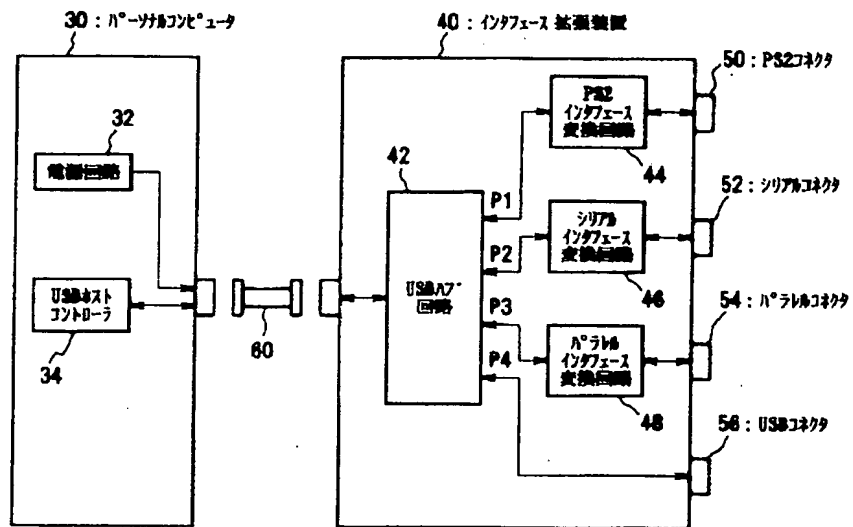 30 : パーソナルコンピュータ
32
電源回路
USBホスト
コントローラ
34
60
40 : インタフェース 拡張装置
42
USBハブ
回路
P1
P2
P3
P4
PS2
インタフェース
変換回路
44
シリアル
インタフェース
変換回路
46
パラレル
インタフェース
変換回路
48
50 : PS2コネクタ
52 : シリアルコネクタ
54 : パラレルコネクタ
56 : USBコネクタ